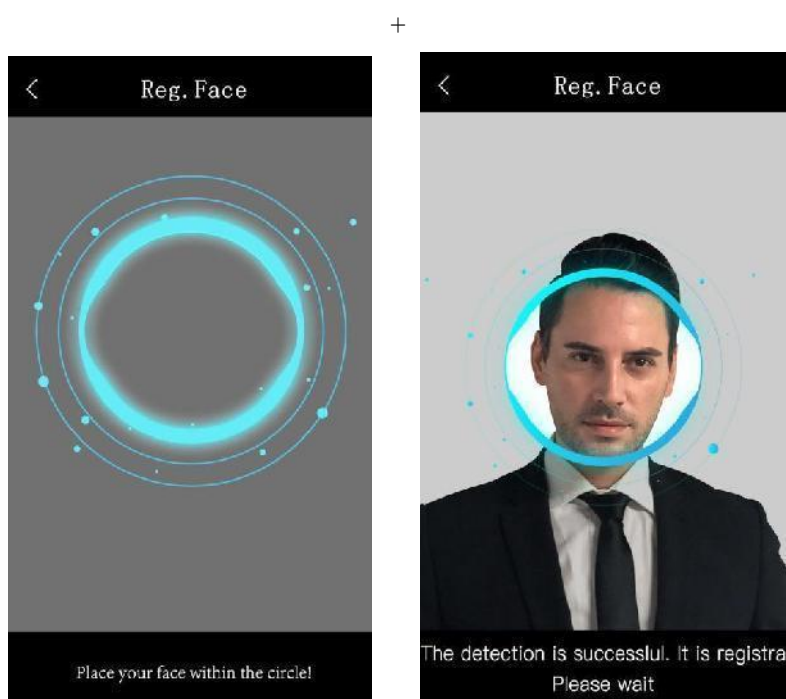 +
Reg. Face
Place your face within the circle!
Reg. Face
The detection is successlul. It is registra
Please wait